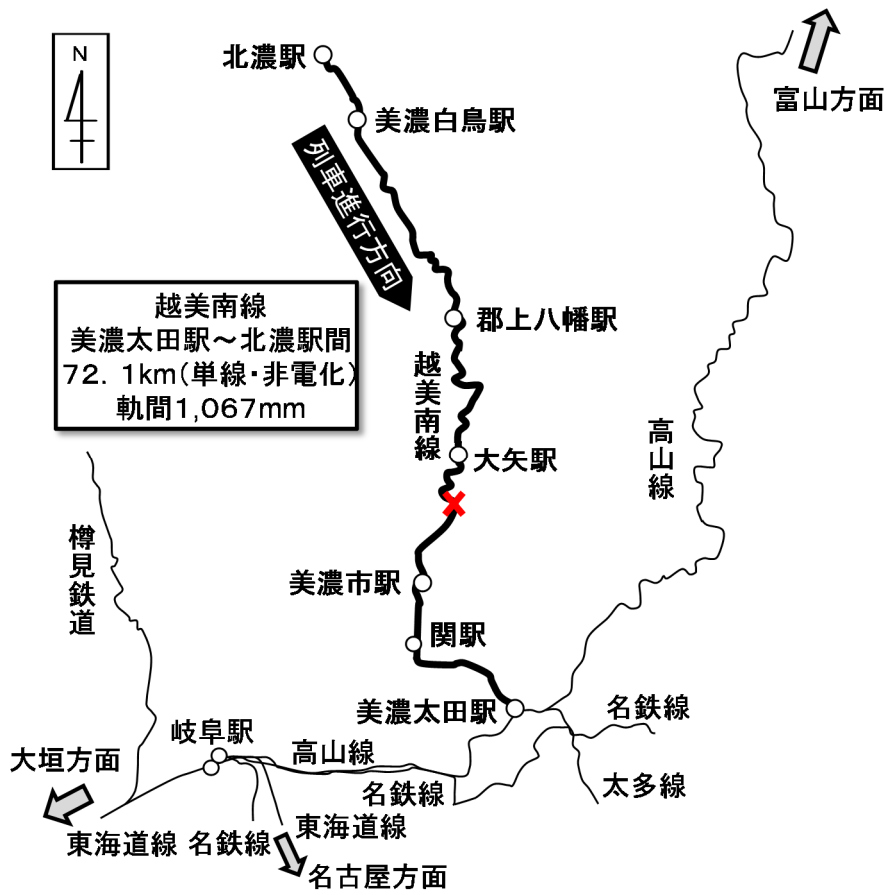 N
北濃駅
美濃白鳥駅
富山方面
列車進行方向
越美南線
美濃太田駅～北濃駅間
72．1km（単線・非電化）
軌間1,067mm
郡上八幡駅
越美南線
大矢駅
高山線
樽見鉄道
美濃市駅
関駅
美濃太田駅
名鉄線
岐阜駅
高山線
大垣方面
名鉄線
太多線
東海道線
名鉄線
東海道線
名古屋方面